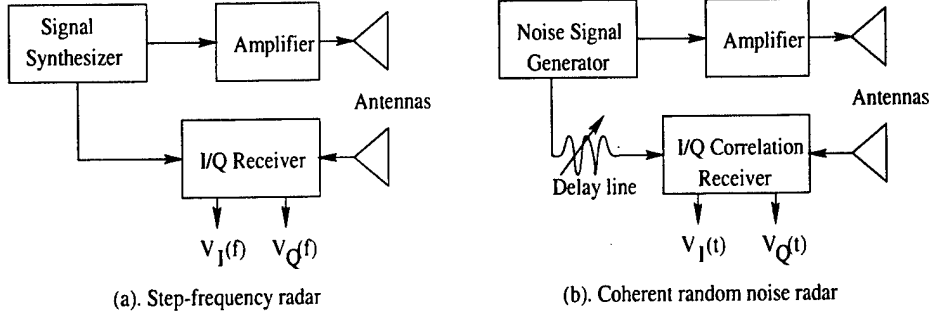 Signal
Synthesizer
Amplifier
Antennas
I/Q Receiver
V_I(f) V_Q(f)
(a). Step-frequency radar
Noise Signal
Generator
Amplifier
Antennas
Delay line
I/Q Correlation
Receiver
V_I(t) V_Q(t)
(b). Coherent random noise radar